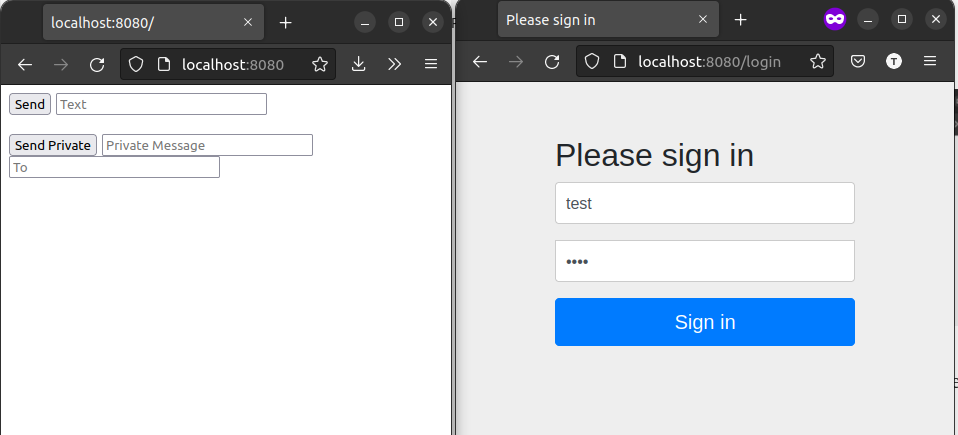 localhost:8080/
localhost:8080
Send Text
Send Private Private Message
To
Please sign in
localhost:8080/login
T
Please sign in
test
••••
Sign in